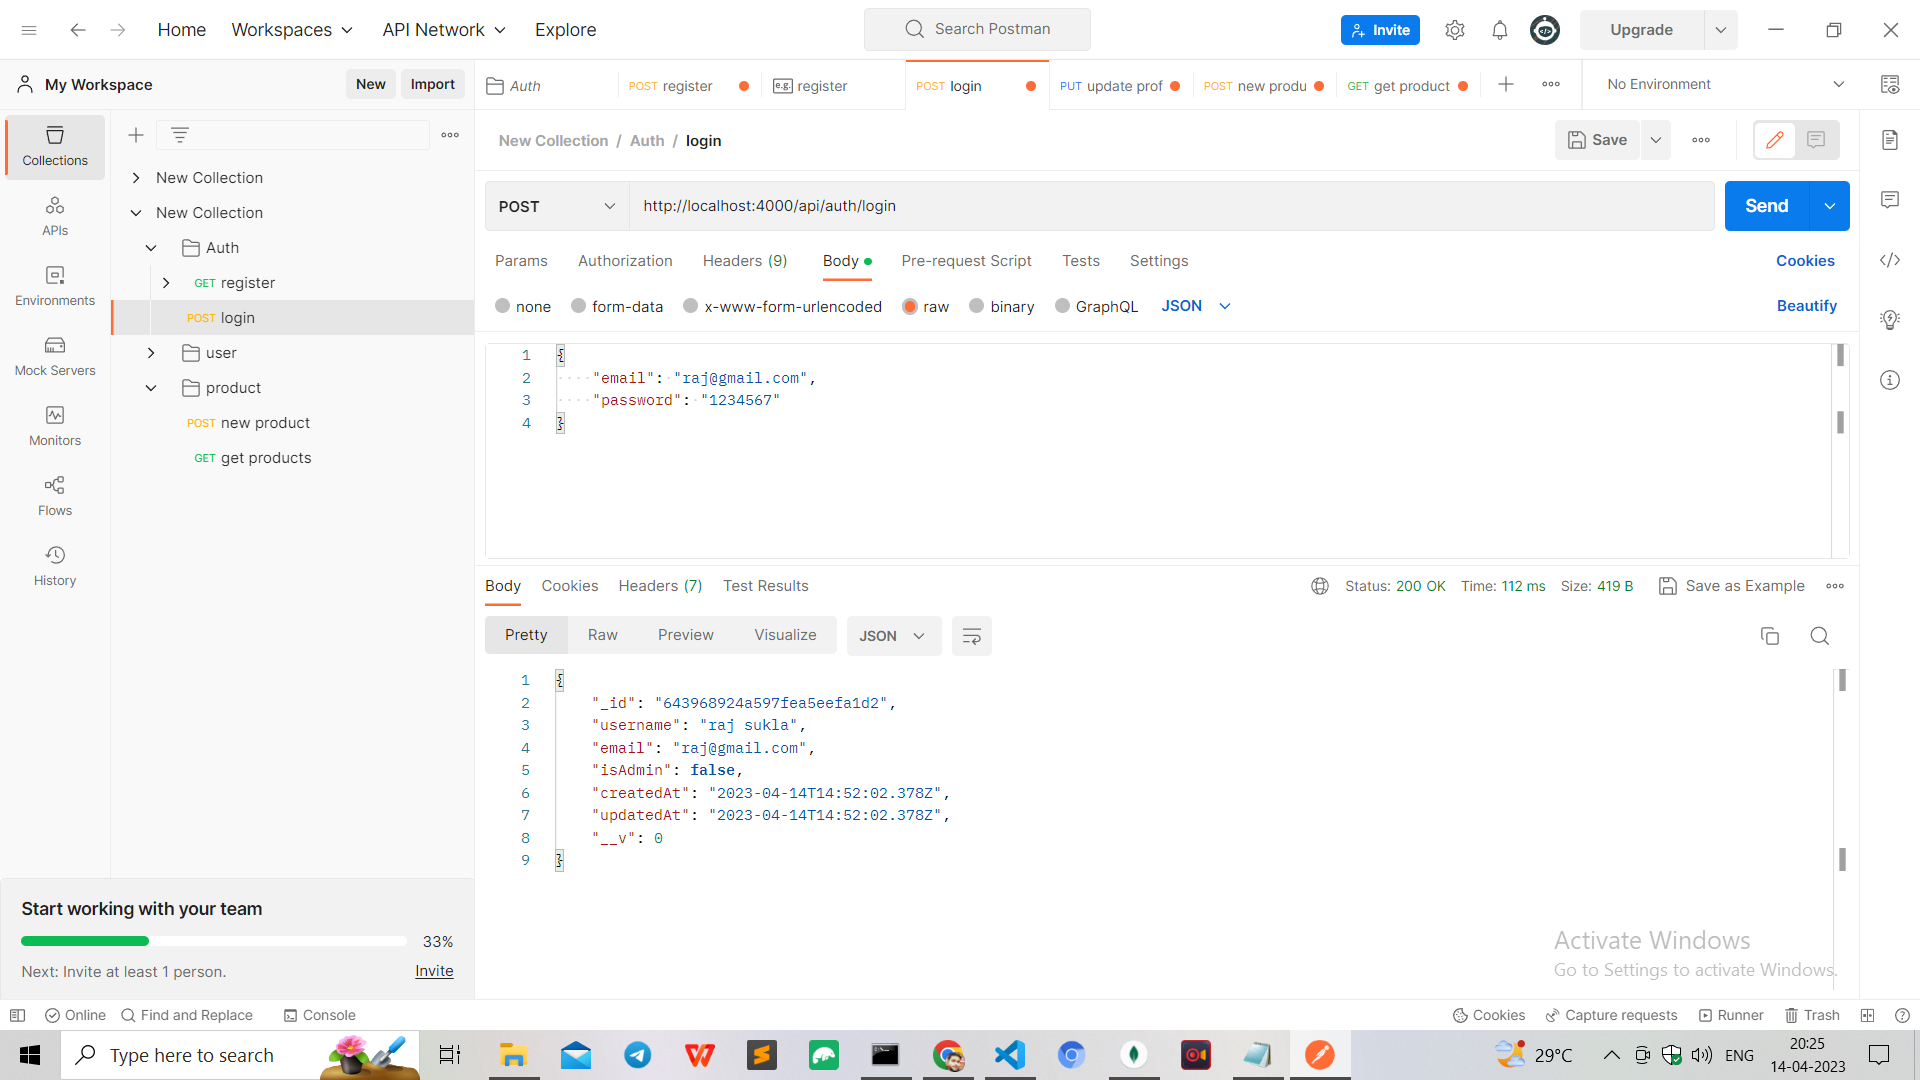 Home
Workspaces
API Network
Explore
Search Postman
Invite
Upgrade
My Workspace
New
Import
Auth
POST register
e.g. register
POST login
PUT update prof
POST new produ
GET get product
No Environment
Collections
APIs
Environments
Mock Servers
Monitors
Flows
History
New Collection
New Collection
Auth
GET register
POST login
user
product
POST new product
GET get products
New Collection / Auth / login
Save
POST
http://localhost:4000/api/auth/login
Send
Params
Authorization
Headers (9)
Body
Pre-request Script
Tests
Settings
Cookies
none
form-data
x-www-form-urlencoded
raw
binary
GraphQL
JSON
Beautify
1 {
2 "email": "raj@gmail.com",
3 "password": "1234567"
4 }
Body
Cookies
Headers (7)
Test Results
Status: 200 OK
Time: 112 ms
Size: 419 B
Save as Example
Pretty
Raw
Preview
Visualize
JSON
1 {
2 "_id": "643968924a597fea5eefa1d2",
3 "username": "raj sukla",
4 "email": "raj@gmail.com",
5 "isAdmin": false,
6 "createdAt": "2023-04-14T14:52:02.378Z",
7 "updatedAt": "2023-04-14T14:52:02.378Z",
8 "__v": 0
9 }
Start working with your team
33%
Next: Invite at least 1 person.
Invite
Activate Windows
Go to Settings to activate Windows.
Online
Find and Replace
Console
Cookies
Capture requests
Runner
Trash
Type here to search
29°C
ENG
20:25
14-04-2023